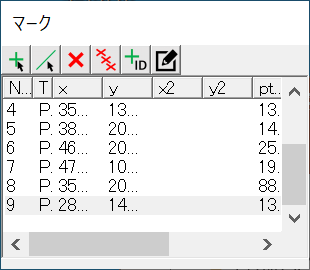 マーク
+ID
N... T x y x2 y2 pt...
4 P. 35... 13... 13.
5 P. 38... 20... 14.
6 P. 46... 20... 25.
7 P. 47... 10... 19.
8 P. 35... 20... 88.
9 P. 28... 14... 13.